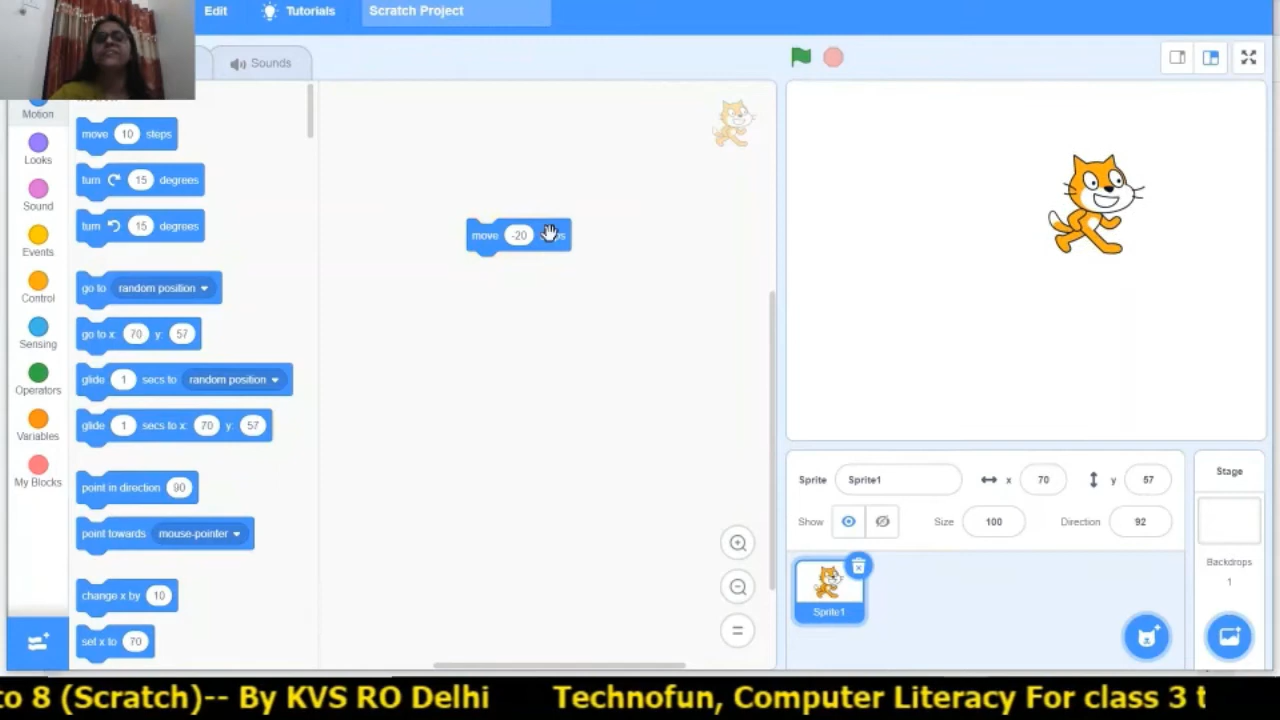 Edit Tutorials Scratch Project
Sounds
Motion
Looks
Sound
Events
Control
Sensing
Operators
Variables
My Blocks
move 10 steps
turn 15 degrees
turn 15 degrees
go to random position
go to x: 70 y: 57
glide 1 secs to random position
glide 1 secs to x: 70 y: 57
point in direction 90
point towards mouse-pointer
change x by 10
set x to 70
move -20
Sprite Sprite1 x 70 y 57
Show Size 100 Direction 92
Sprite1
Stage
Backdrops
1
to 8 (Scratch)-- By KVS RO Delhi Technofun, Computer Literacy For class 3 t